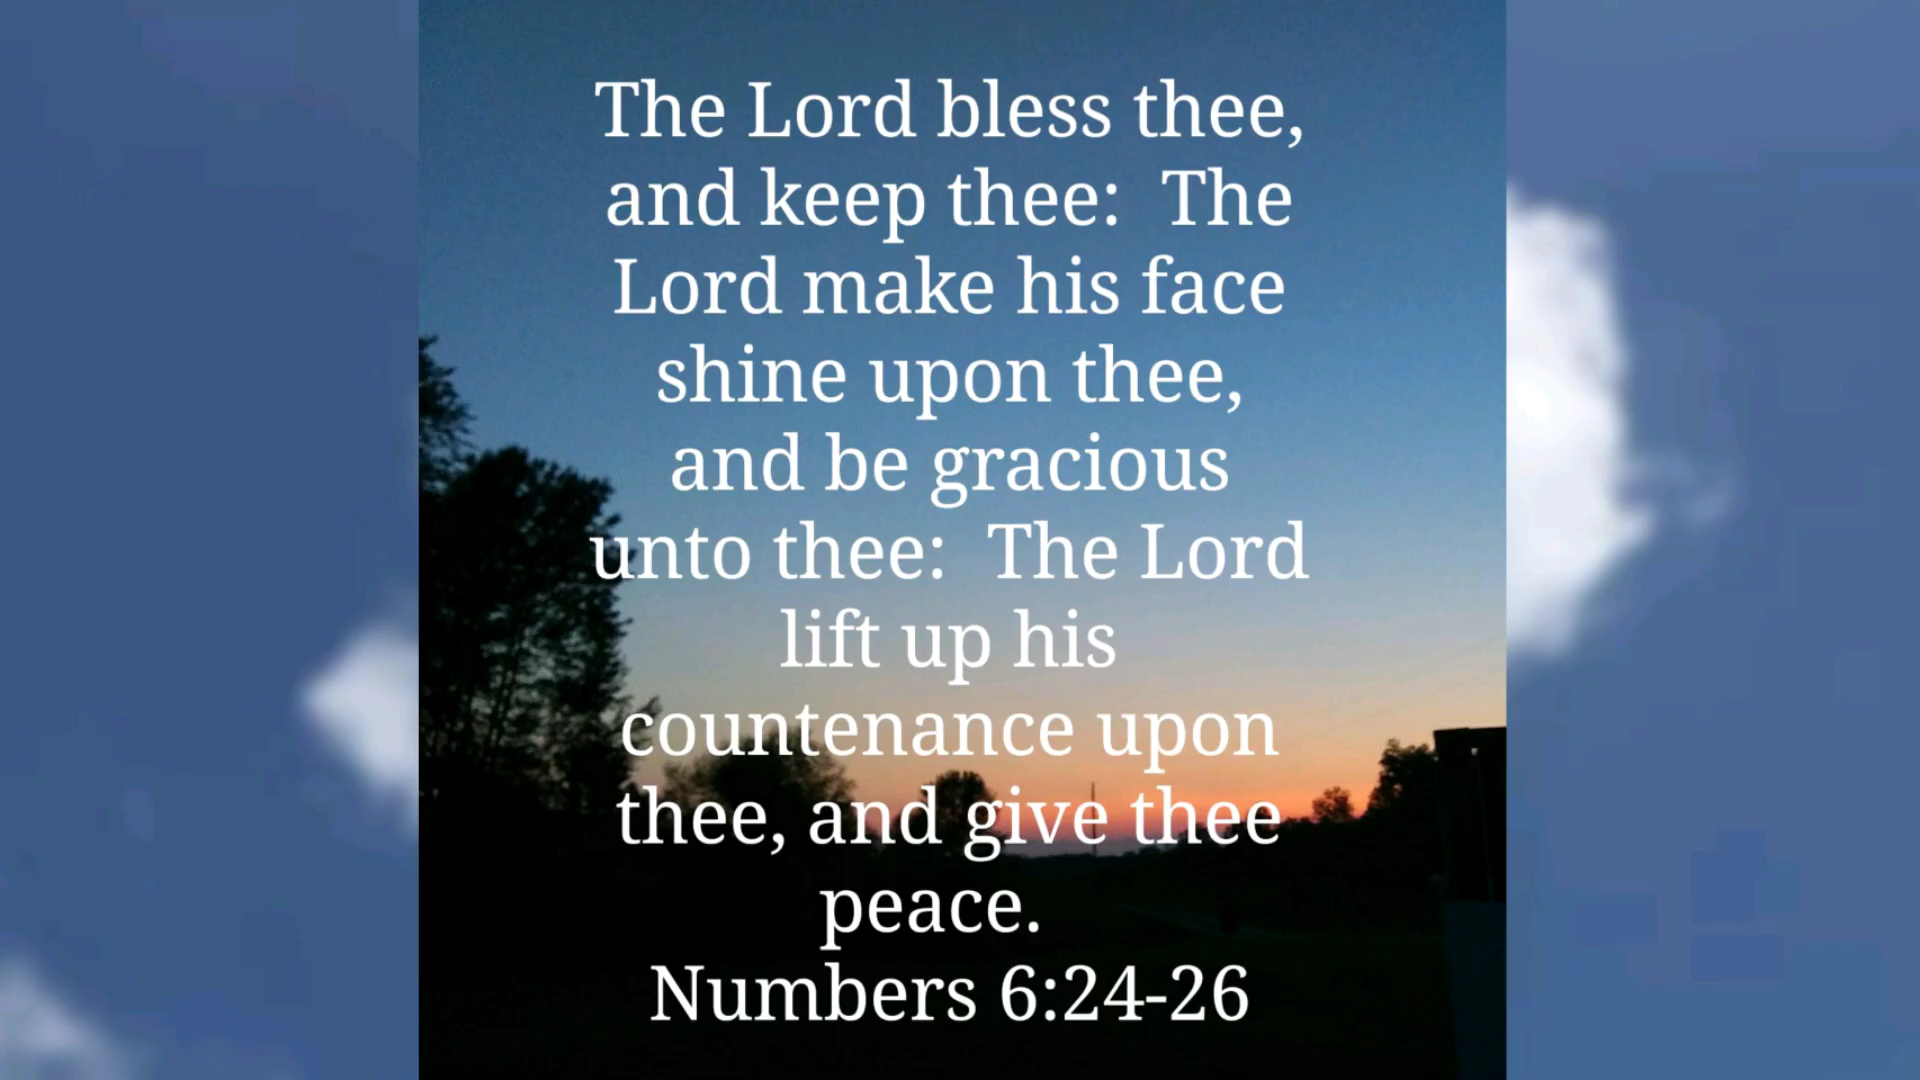 The Lord bless thee,
and keep thee:  The
Lord make his face
shine upon thee,
and be gracious
unto thee:  The Lord
lift up his
countenance upon
thee, and give thee
peace.
Numbers 6:24-26